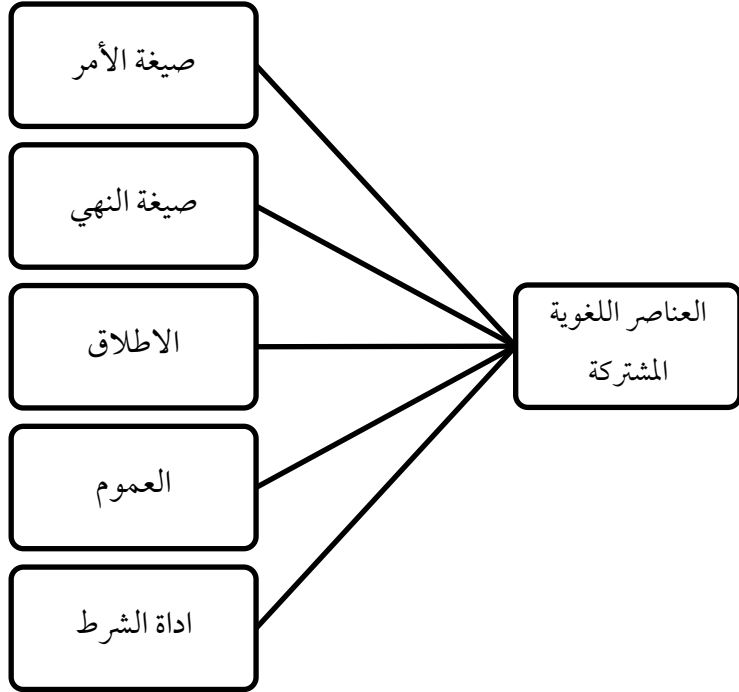 العناصر اللغوية
المشتركة
صيغة الأمر
صيغة النهي
الاطلاق
العموم
اداة الشرط